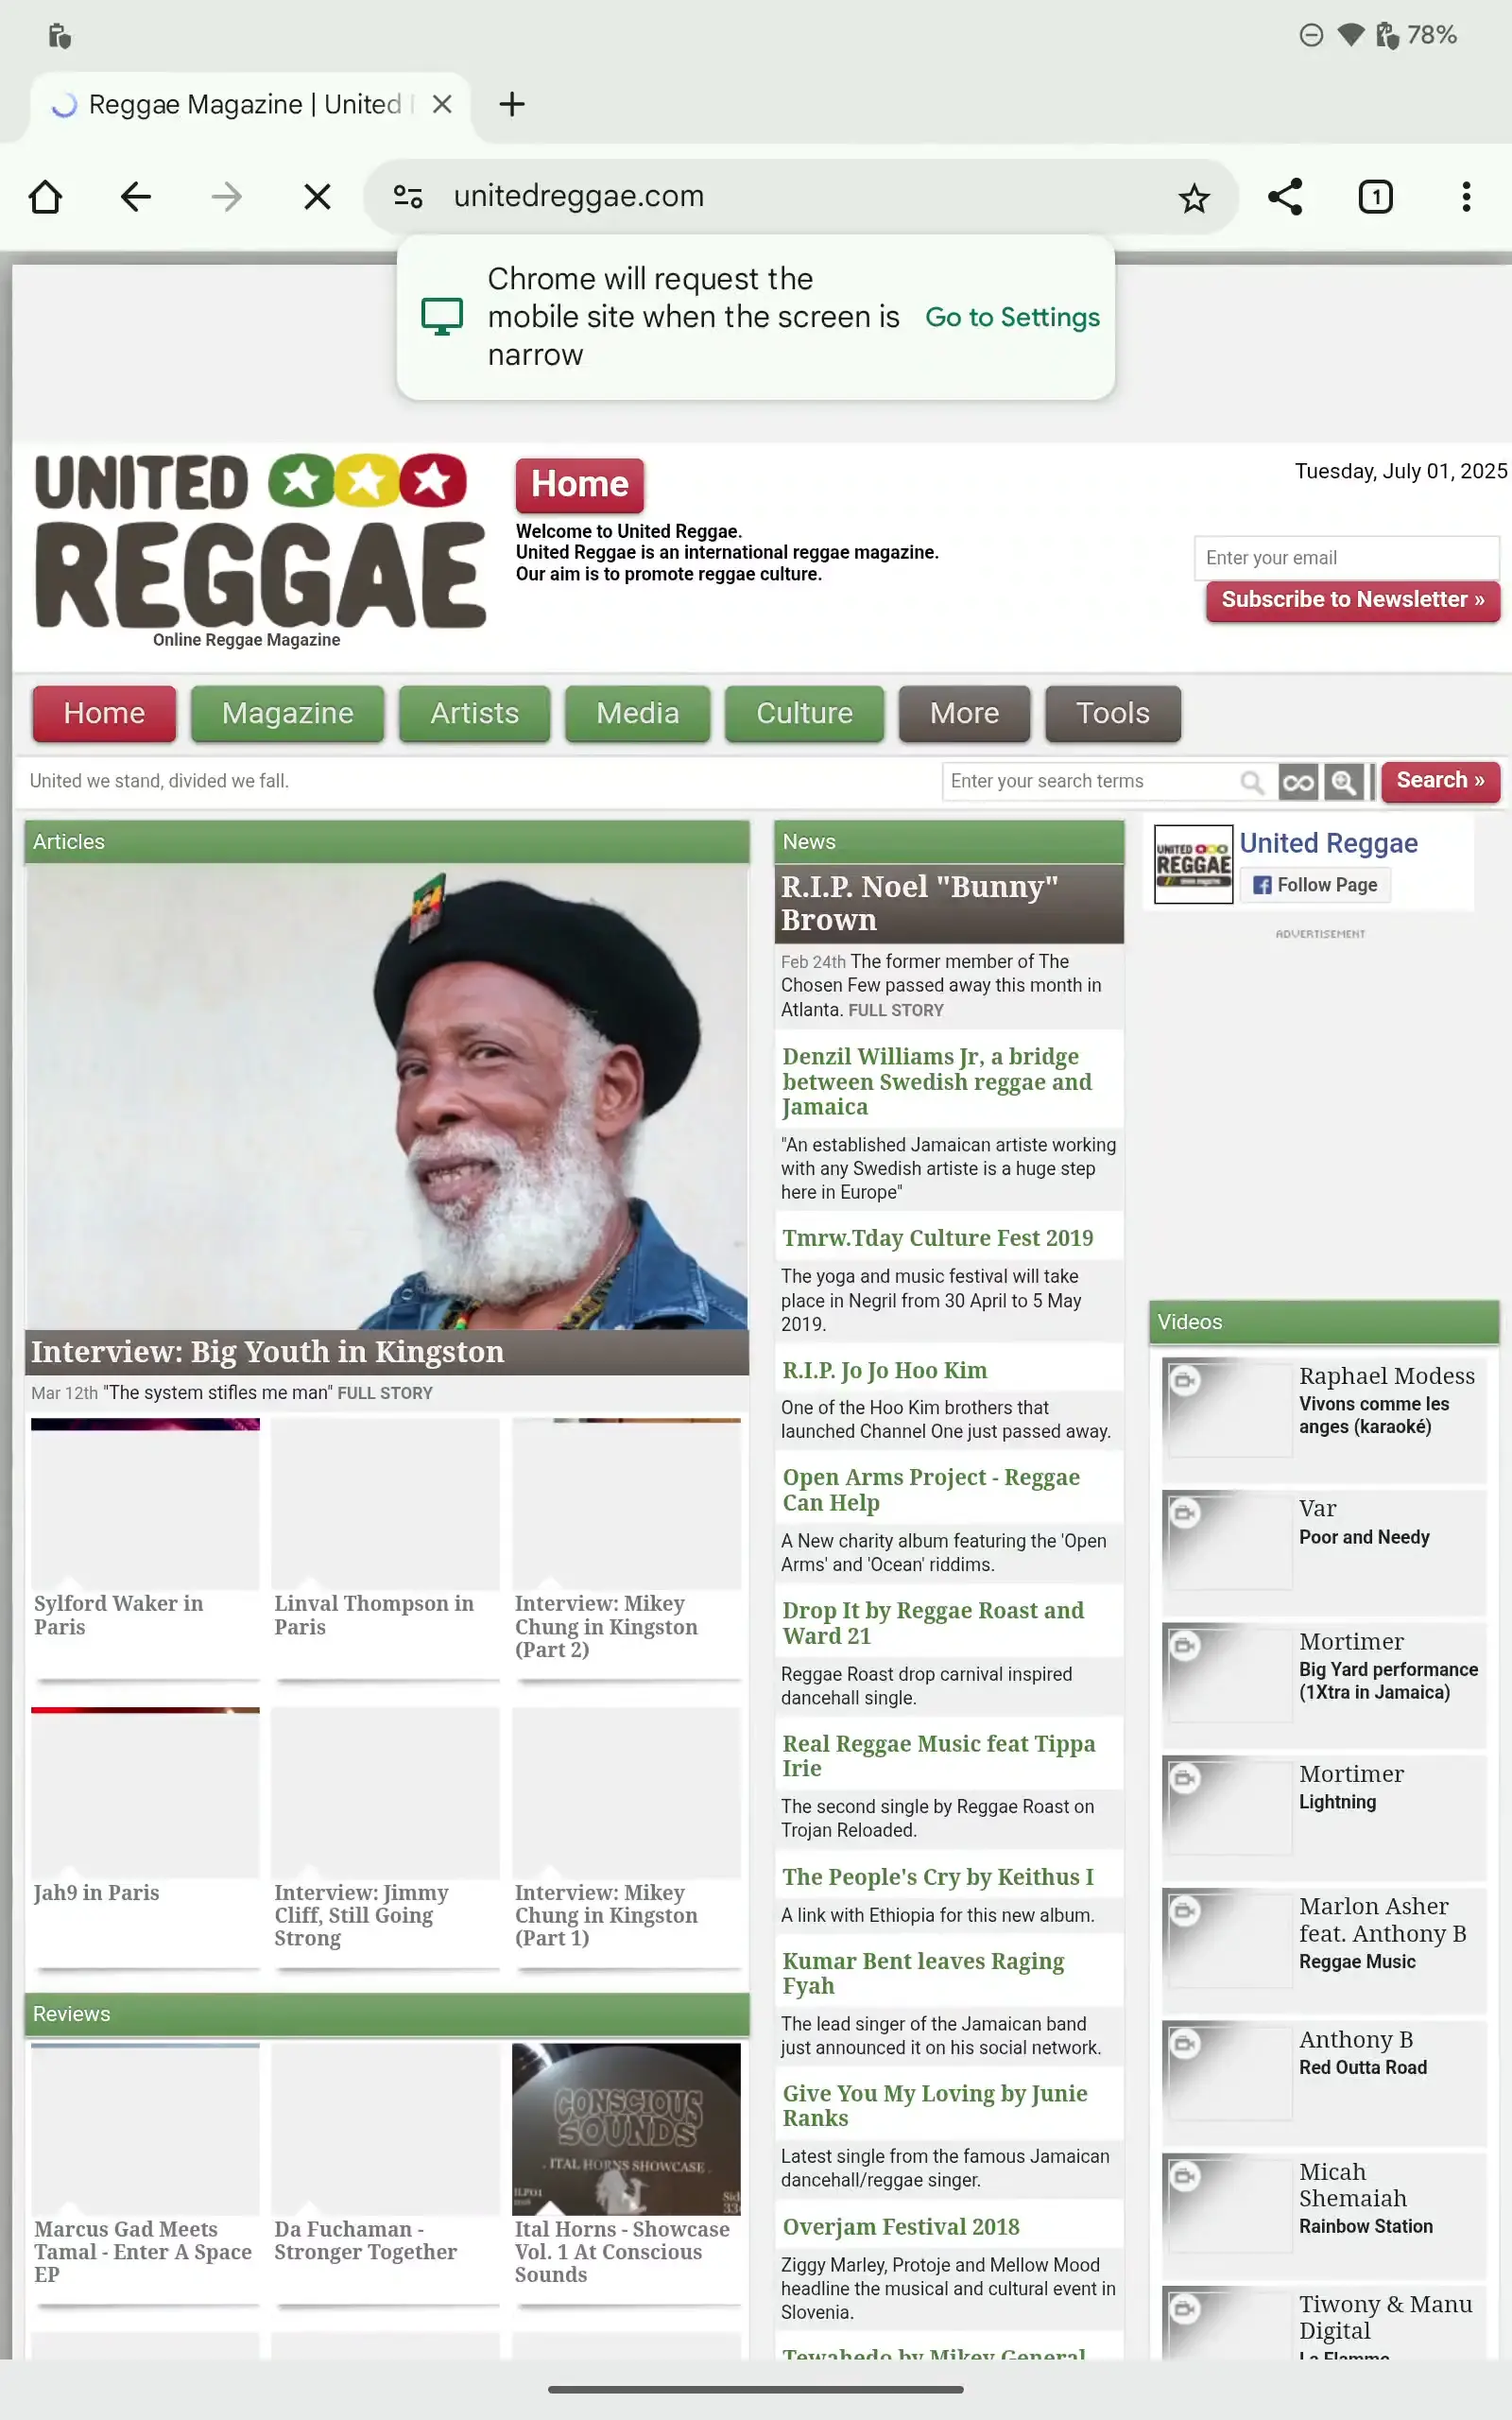 78%
Reggae Magazine | United
unitedreggae.com
1
Chrome will request the
mobile site when the screen is
narrow
Go to Settings
UNITED
REGGAE
Online Reggae Magazine
Home
Welcome to United Reggae.
United Reggae is an international reggae magazine.
Our aim is to promote reggae culture.
Tuesday, July 01, 2025
Enter your email
Subscribe to Newsletter »
Home
Magazine
Artists
Media
Culture
More
Tools
United we stand, divided we fall.
Enter your search terms
Search »
Articles
Interview: Big Youth in Kingston
Mar 12th "The system stifles me man" FULL STORY
Sylford Waker in
Paris
Linval Thompson in
Paris
Interview: Mikey
Chung in Kingston
(Part 2)
Jah9 in Paris
Interview: Jimmy
Cliff, Still Going
Strong
Interview: Mikey
Chung in Kingston
(Part 1)
Reviews
CONSCIOUS
SOUNDS
ITAL HORNS SHOWCASE
Marcus Gad Meets
Tamal - Enter A Space
EP
Da Fuchaman -
Stronger Together
Ital Horns - Showcase
Vol. 1 At Conscious
Sounds
News
R.I.P. Noel "Bunny"
Brown
Feb 24th The former member of The
Chosen Few passed away this month in
Atlanta. FULL STORY
Denzil Williams Jr, a bridge
between Swedish reggae and
Jamaica
"An established Jamaican artiste working
with any Swedish artiste is a huge step
here in Europe"
Tmrw.Tday Culture Fest 2019
The yoga and music festival will take
place in Negril from 30 April to 5 May
2019.
R.I.P. Jo Jo Hoo Kim
One of the Hoo Kim brothers that
launched Channel One just passed away.
Open Arms Project - Reggae
Can Help
A New charity album featuring the 'Open
Arms' and 'Ocean' riddims.
Drop It by Reggae Roast and
Ward 21
Reggae Roast drop carnival inspired
dancehall single.
Real Reggae Music feat Tippa
Irie
The second single by Reggae Roast on
Trojan Reloaded.
The People's Cry by Keithus I
A link with Ethiopia for this new album.
Kumar Bent leaves Raging
Fyah
The lead singer of the Jamaican band
just announced it on his social network.
Give You My Loving by Junie
Ranks
Latest single from the famous Jamaican
dancehall/reggae singer.
Overjam Festival 2018
Ziggy Marley, Protoje and Mellow Mood
headline the musical and cultural event in
Slovenia.
Tewahedo by Mikey General
UNITED
REGGAE
United Reggae
Follow Page
ADVERTISEMENT
Videos
Raphael Modess
Vivons comme les
anges (karaoké)
Var
Poor and Needy
Mortimer
Big Yard performance
(1Xtra in Jamaica)
Mortimer
Lightning
Marlon Asher
feat. Anthony B
Reggae Music
Anthony B
Red Outta Road
Micah
Shemaiah
Rainbow Station
Tiwony & Manu
Digital
La Flamme